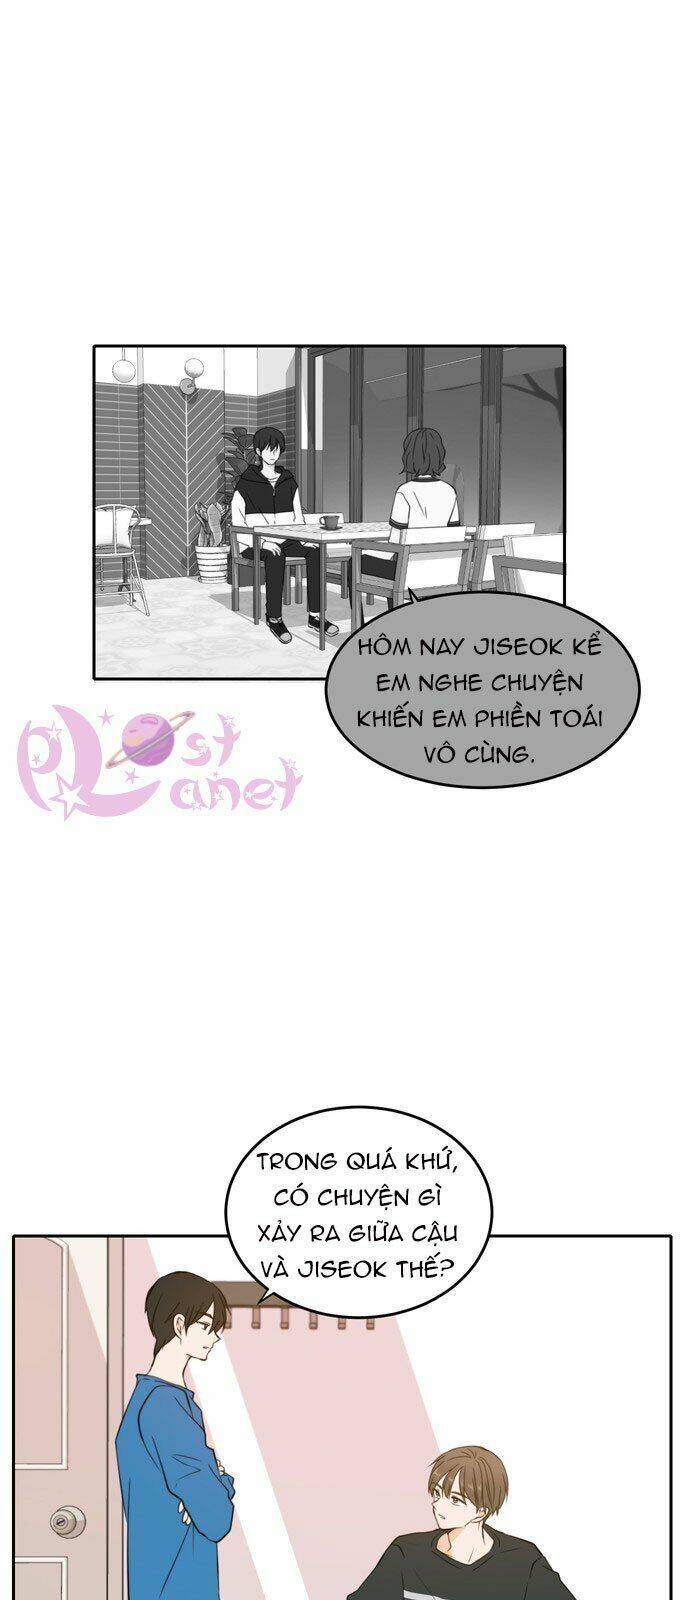 HÔM NAY JISEOK KỂ
EM NGHE CHUYỆN
KHIẾN EM PHIỀN TOÁI
VÔ CÙNG.
Lost
Planet
TRONG QUÁ KHỨ,
CÓ CHUYỆN GÌ
XẢY RA GIỮA CẬU
VÀ JISEOK THẾ?